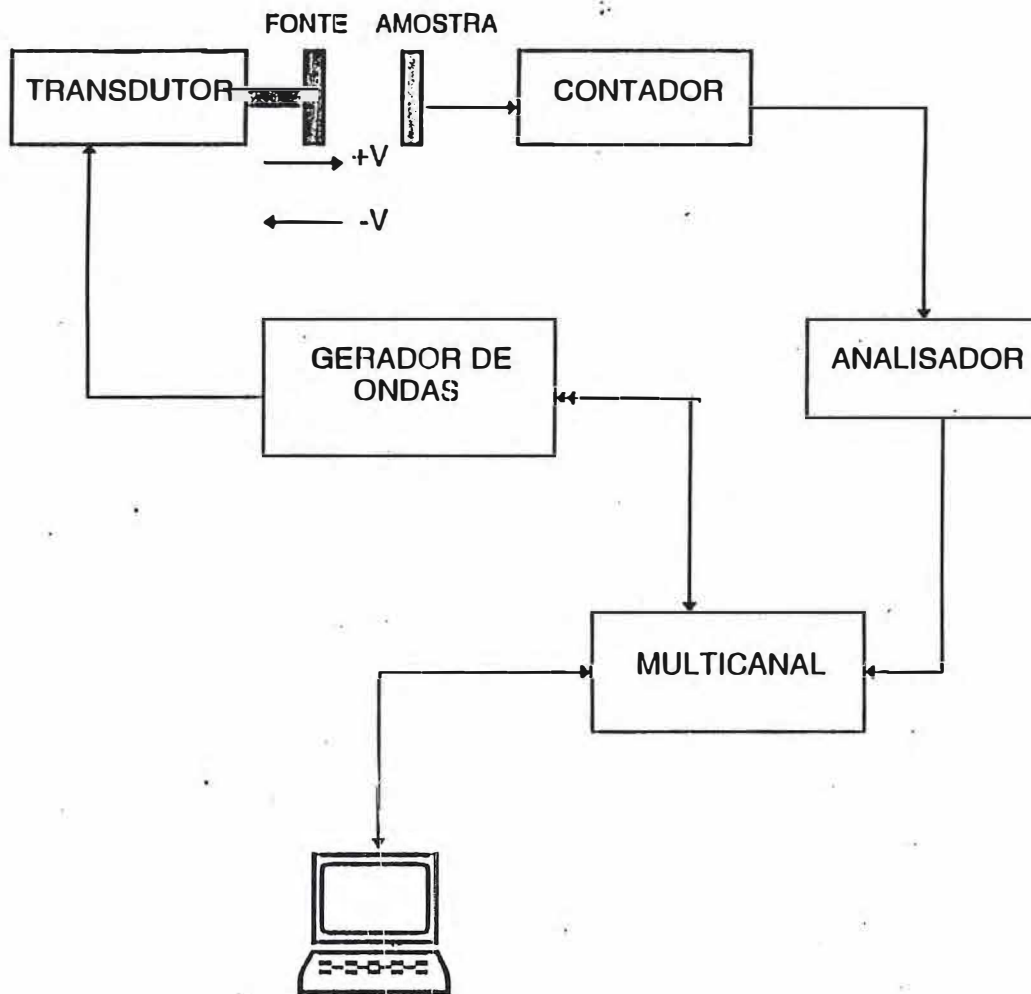 FONTE AMOSTRA
TRANSDUTOR
CONTADOR
+V
-V
GERADOR DE
ONDAS
ANALISADOR
MULTICANAL